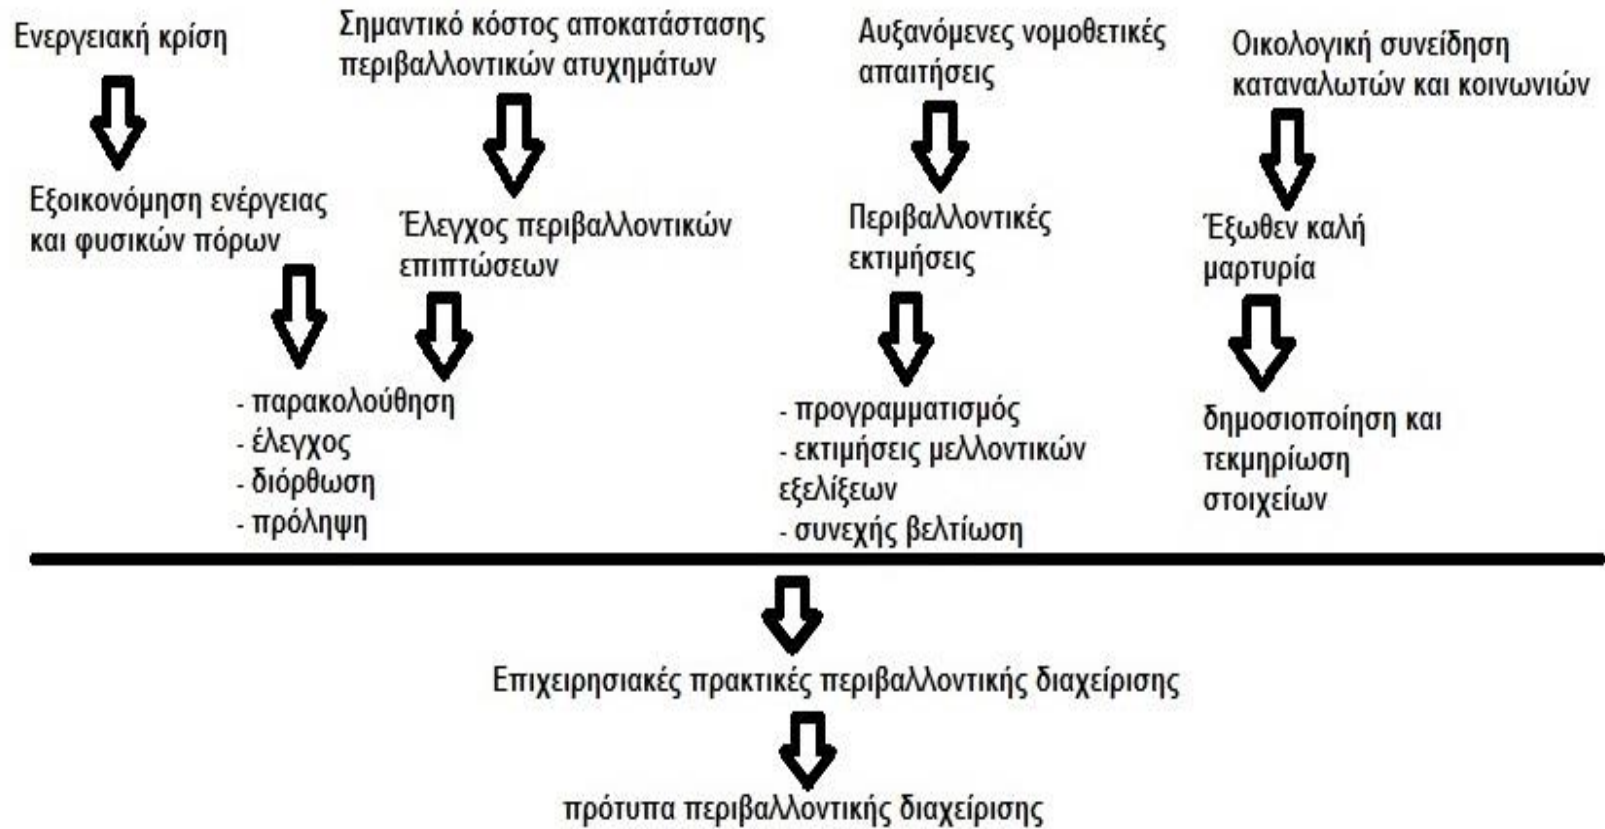 Ενεργειακή κρίση
Σημαντικό κόστος αποκατάστασης
περιβαλλοντικών ατυχημάτων
Αυξανόμενες νομοθετικές
απαιτήσεις
Οικολογική συνείδηση
καταναλωτών και κοινωνιών
Εξοικονόμηση ενέργειας
και φυσικών πόρων
Έλεγχος περιβαλλοντικών
επιπτώσεων
Περιβαλλοντικές
εκτιμήσεις
Έξωθεν καλή
μαρτυρία
- παρακολούθηση
- έλεγχος
- διόρθωση
- πρόληψη
- προγραμματισμός
- εκτιμήσεις μελλοντικών
εξελίξεων
- συνεχής βελτίωση
δημοσιοποίηση και
τεκμηρίωση
στοιχείων
Επιχειρησιακές πρακτικές περιβαλλοντικής διαχείρισης
πρότυπα περιβαλλοντικής διαχείρισης